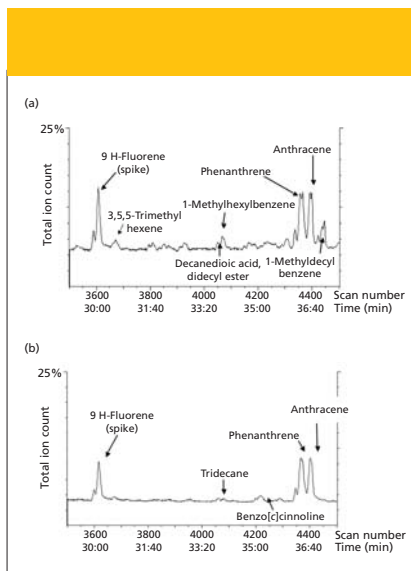 (a)
25%
Total ion count
9 H-Fluorene
(spike)
3,5,5-Trimethyl
hexene
Decanedioic acid,
didecyl ester
1-Methylhexylbenzene
Phenanthrene
Anthracene
1-Methyldecyl
benzene
3600 3800 4000 4200 4400 Scan number
30:00 31:40 33:20 35:00 36:40 Time (min)
(b)
25%
Total ion count
9 H-Fluorene
(spike)
Tridecane
Benzo[c]cinnoline
Phenanthrene
Anthracene
3600 3800 4000 4200 4400 Scan number
30:00 31:40 33:20 35:00 36:40 Time (min)